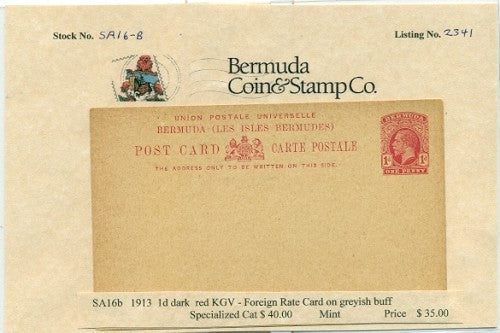 Stock No. SA16-B
Listing No. 2341
Bermuda
Coin & Stamp Co.
UNION POSTALE UNIVERSELLE
BERMUDA (LES ISLES BERMUDES)
POST CARD CARTE POSTALE
THE ADDRESS ONLY TO BE WRITTEN ON THIS SIDE.
BERMUDA
1d 1d
ONE PENNY
SA16b 1913 1d dark red KGV - Foreign Rate Card on greyish buff
Specialized Cat $ 40.00 Mint Price $ 35.00